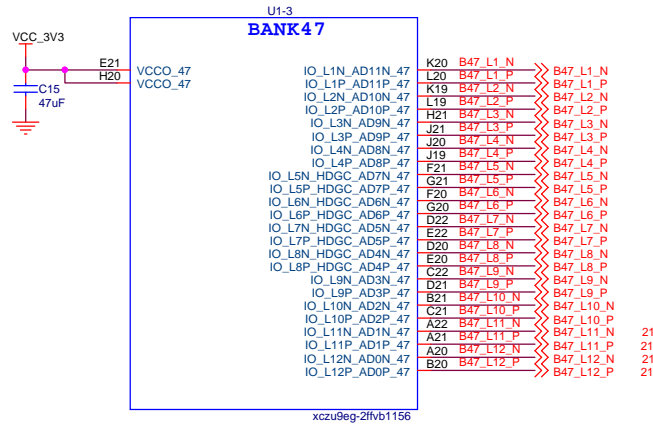 U1-3
BANK47
VCC_3V3
E21 VCCO_47
H20 VCCO_47
C15
47uF
IO_L1N_AD11N_47 K20 B47_L1_N B47_L1_N
IO_L1P_AD11P_47 L20 B47_L1_P B47_L1_P
IO_L2N_AD10N_47 K19 B47_L2_N B47_L2_N
IO_L2P_AD10P_47 L19 B47_L2_P B47_L2_P
IO_L3N_AD9N_47 H21 B47_L3_N B47_L3_N
IO_L3P_AD9P_47 J21 B47_L3_P B47_L3_P
IO_L4N_AD8N_47 J20 B47_L4_N B47_L4_N
IO_L4P_AD8P_47 J19 B47_L4_P B47_L4_P
IO_L5N_HDGC_AD7N_47 F21 B47_L5_N B47_L5_N
IO_L5P_HDGC_AD7P_47 G21 B47_L5_P B47_L5_P
IO_L6N_HDGC_AD6N_47 F20 B47_L6_N B47_L6_N
IO_L6P_HDGC_AD6P_47 G20 B47_L6_P B47_L6_P
IO_L7N_HDGC_AD5N_47 D22 B47_L7_N B47_L7_N
IO_L7P_HDGC_AD5P_47 E22 B47_L7_P B47_L7_P
IO_L8N_HDGC_AD4N_47 D20 B47_L8_N B47_L8_N
IO_L8P_HDGC_AD4P_47 E20 B47_L8_P B47_L8_P
IO_L9N_AD3N_47 C22 B47_L9_N B47_L9_N
IO_L9P_AD3P_47 D21 B47_L9_P B47_L9_P
IO_L10N_AD2N_47 B21 B47_L10_N B47_L10_N
IO_L10P_AD2P_47 C21 B47_L10_P B47_L10_P
IO_L11N_AD1N_47 A22 B47_L11_N B47_L11_N 21
IO_L11P_AD1P_47 A21 B47_L11_P B47_L11_P 21
IO_L12N_AD0N_47 A20 B47_L12_N B47_L12_N 21
IO_L12P_AD0P_47 B20 B47_L12_P B47_L12_P 21
xczu9eg-2ffvb1156